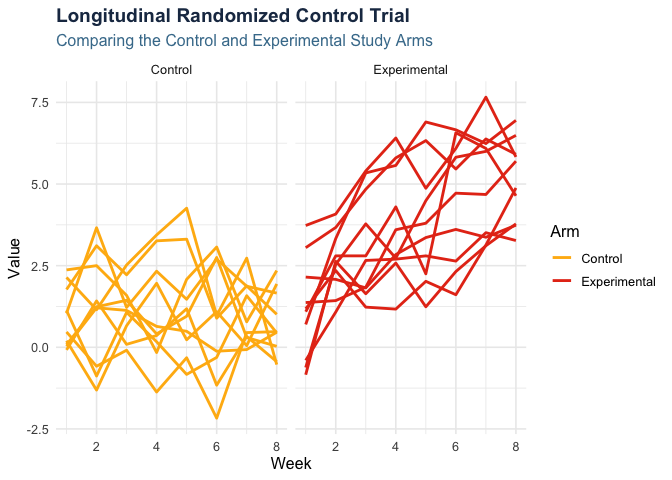 Longitudinal Randomized Control Trial
Comparing the Control and Experimental Study Arms
Control
Experimental
7.5
5.0
2.5
0.0
-2.5
Value
2 4 6 8
2 4 6 8
Week
Arm
Control
Experimental